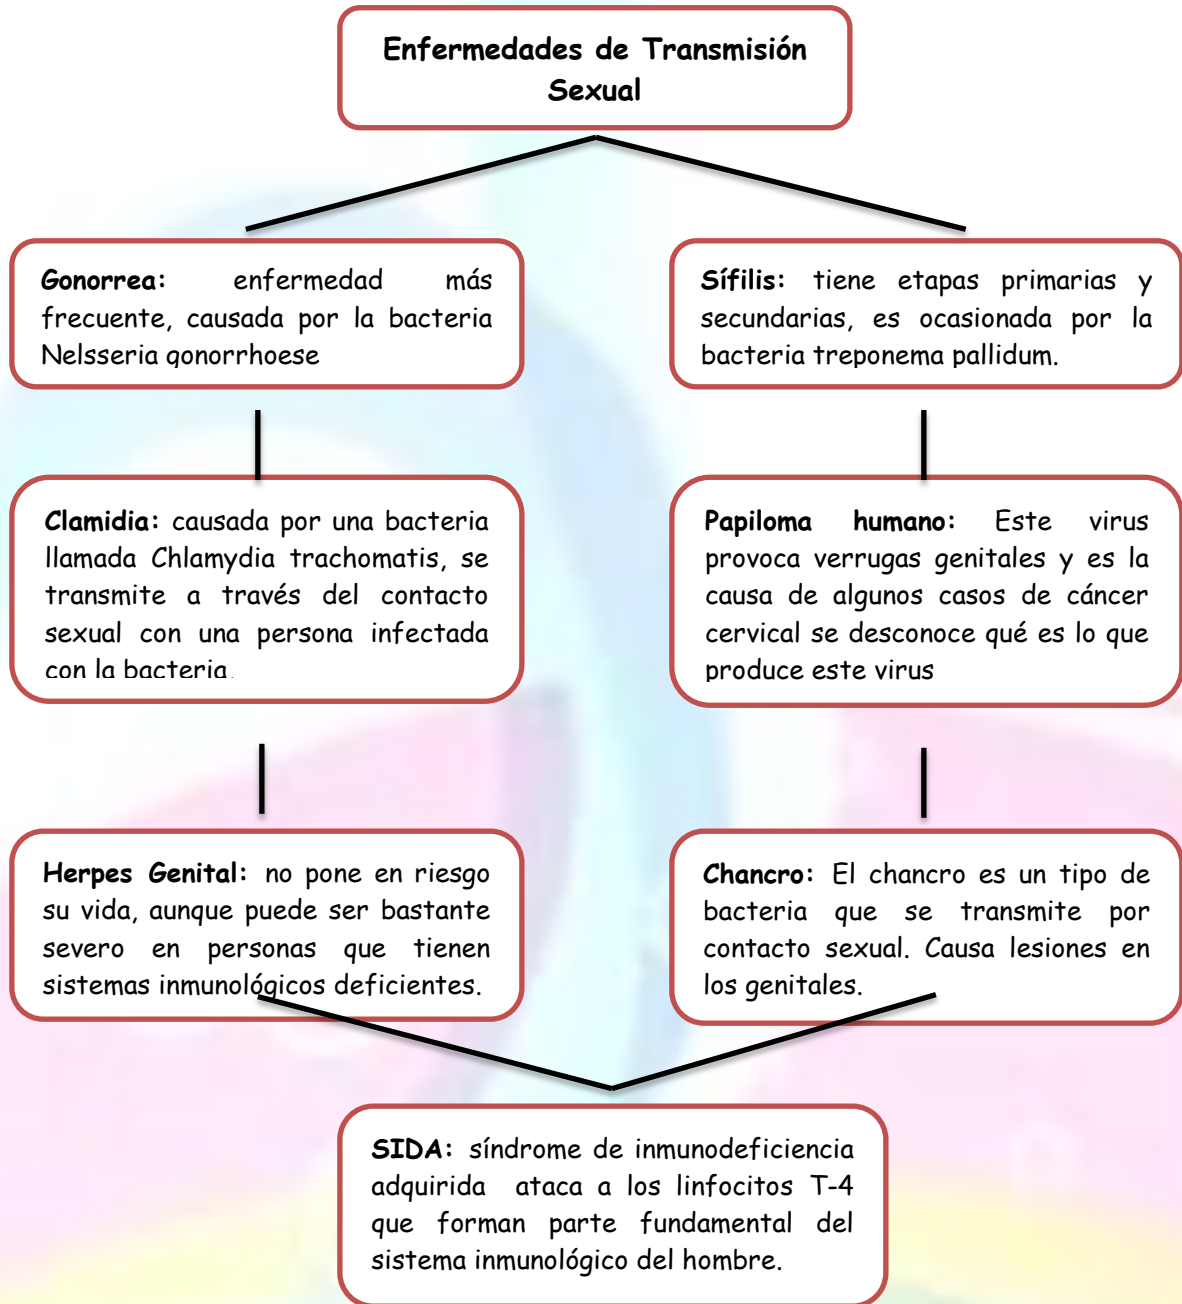 Enfermedades de Transmisión
Sexual
Gonorrea: enfermedad más
frecuente, causada por la bacteria
Nelsseria gonorrhoese
Sífilis: tiene etapas primarias y
secundarias, es ocasionada por la
bacteria treponema pallidum.
Clamidia: causada por una bacteria
llamada Chlamydia trachomatis, se
transmite a través del contacto
sexual con una persona infectada
con la bacteria.
Papiloma humano: Este virus
provoca verrugas genitales y es la
causa de algunos casos de cáncer
cervical se desconoce qué es lo que
produce este virus
Herpes Genital: no pone en riesgo
su vida, aunque puede ser bastante
severo en personas que tienen
sistemas inmunológicos deficientes.
Chancro: El chancro es un tipo de
bacteria que se transmite por
contacto sexual. Causa lesiones en
los genitales.
SIDA: síndrome de inmunodeficiencia
adquirida ataca a los linfocitos T-4
que forman parte fundamental del
sistema inmunológico del hombre.